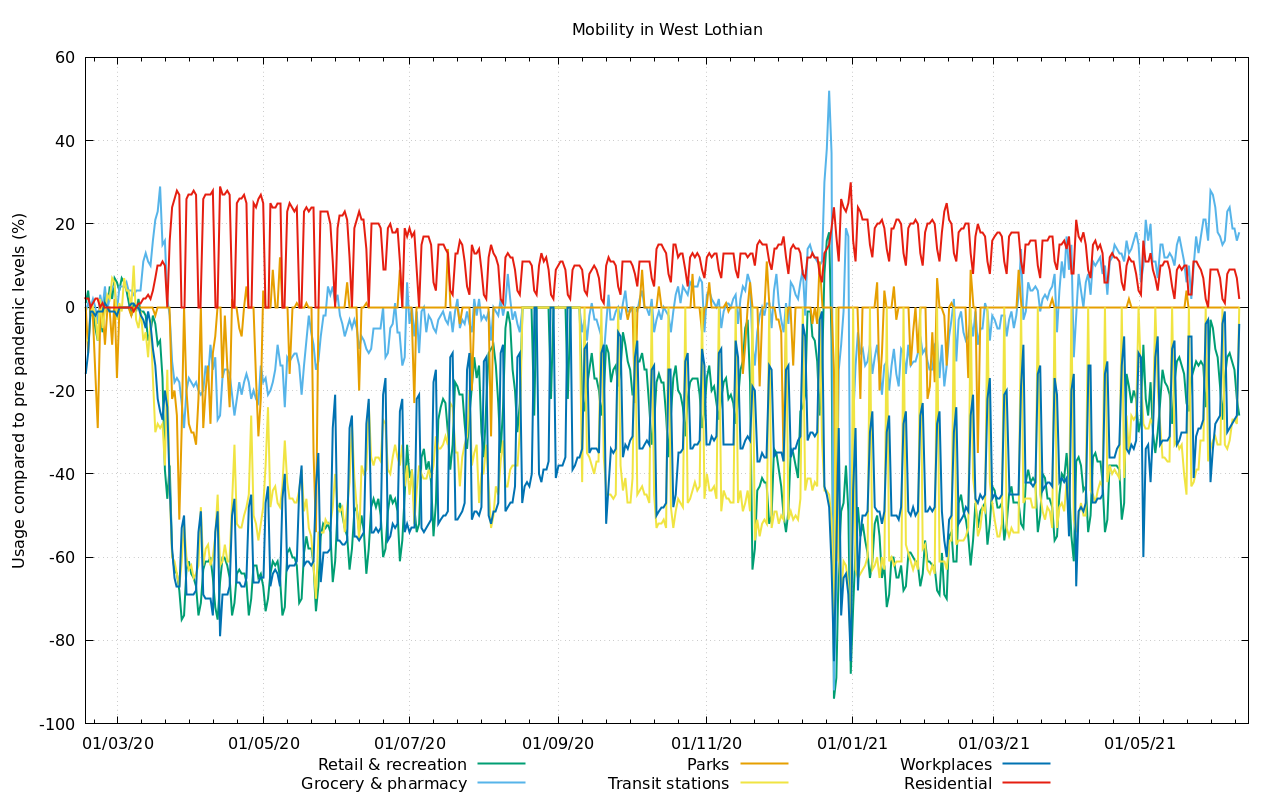 Mobility in West Lothian
Usage compared to pre pandemic levels (%)
60
40
20
0
-20
-40
-60
-80
-100
01/03/20 01/05/20 01/07/20 01/09/20 01/11/20 01/01/21 01/03/21 01/05/21
Retail & recreation Parks Workplaces
Grocery & pharmacy Transit stations Residential